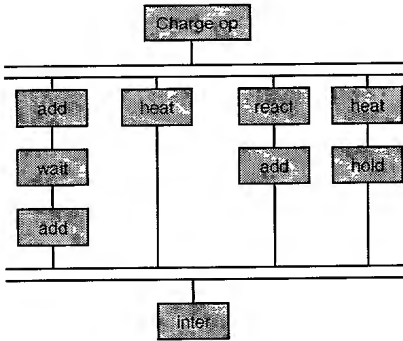 Charge op
add heat react heat
wait add hold
add
inter